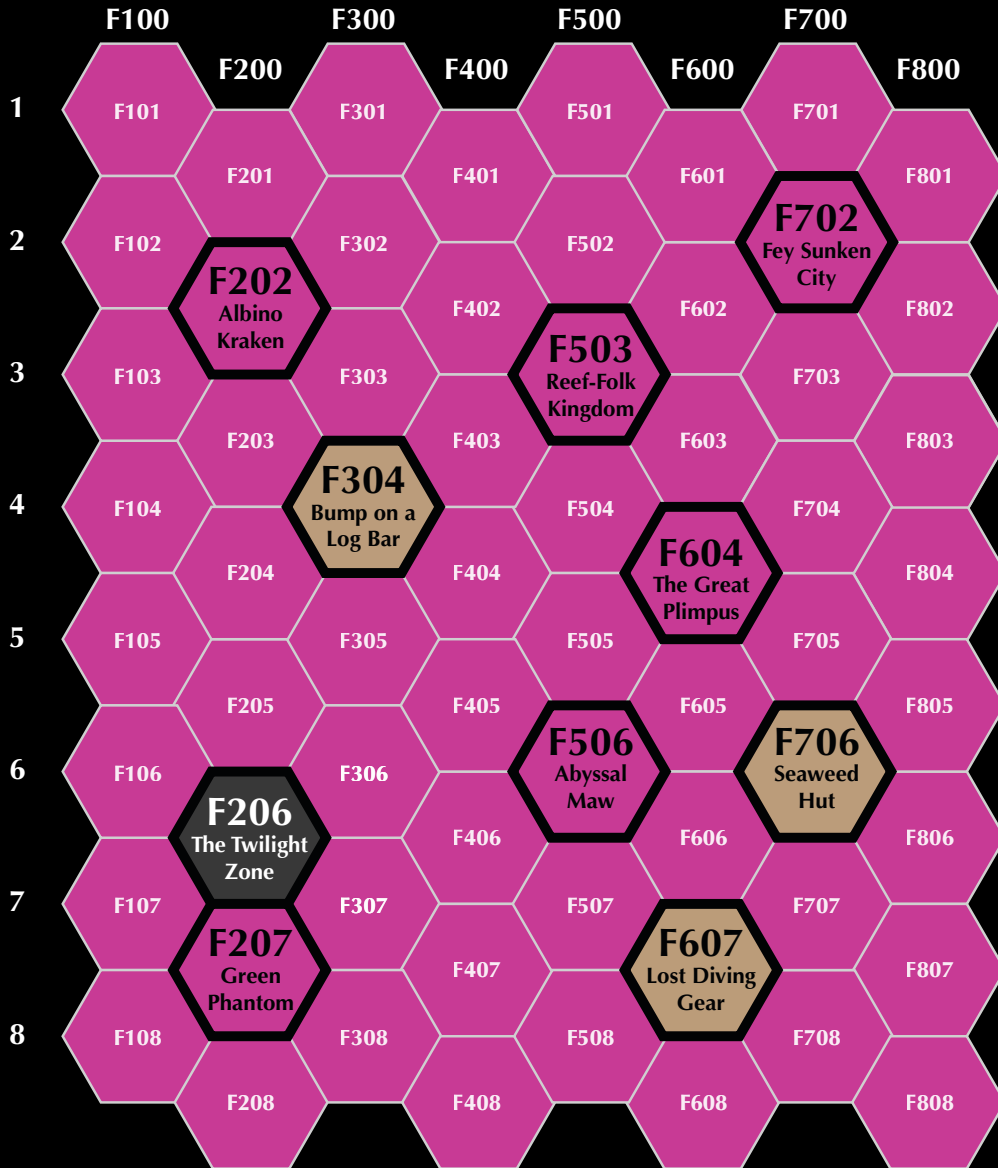 F100
F300
F500
F700
F200
F400
F600
F800
1
F101
F301
F501
F701
F201
F401
F601
F801
2
F102
F302
F502
F702
Fey Sunken
City
F202
Albino
Kraken
F402
F602
F802
3
F103
F303
F503
Reef-Folk
Kingdom
F703
F203
F403
F603
F803
4
F104
F304
Bump on a
Log Bar
F504
F704
F204
F404
F604
The Great
Plimpus
F804
5
F105
F305
F505
F705
F205
F405
F605
F805
6
F106
F306
F506
Abyssal
Maw
F706
Seaweed
Hut
F206
The Twilight
Zone
F406
F606
F806
7
F107
F307
F507
F707
F207
Green
Phantom
F407
F607
Lost Diving
Gear
F807
8
F108
F308
F508
F708
F208
F408
F608
F808